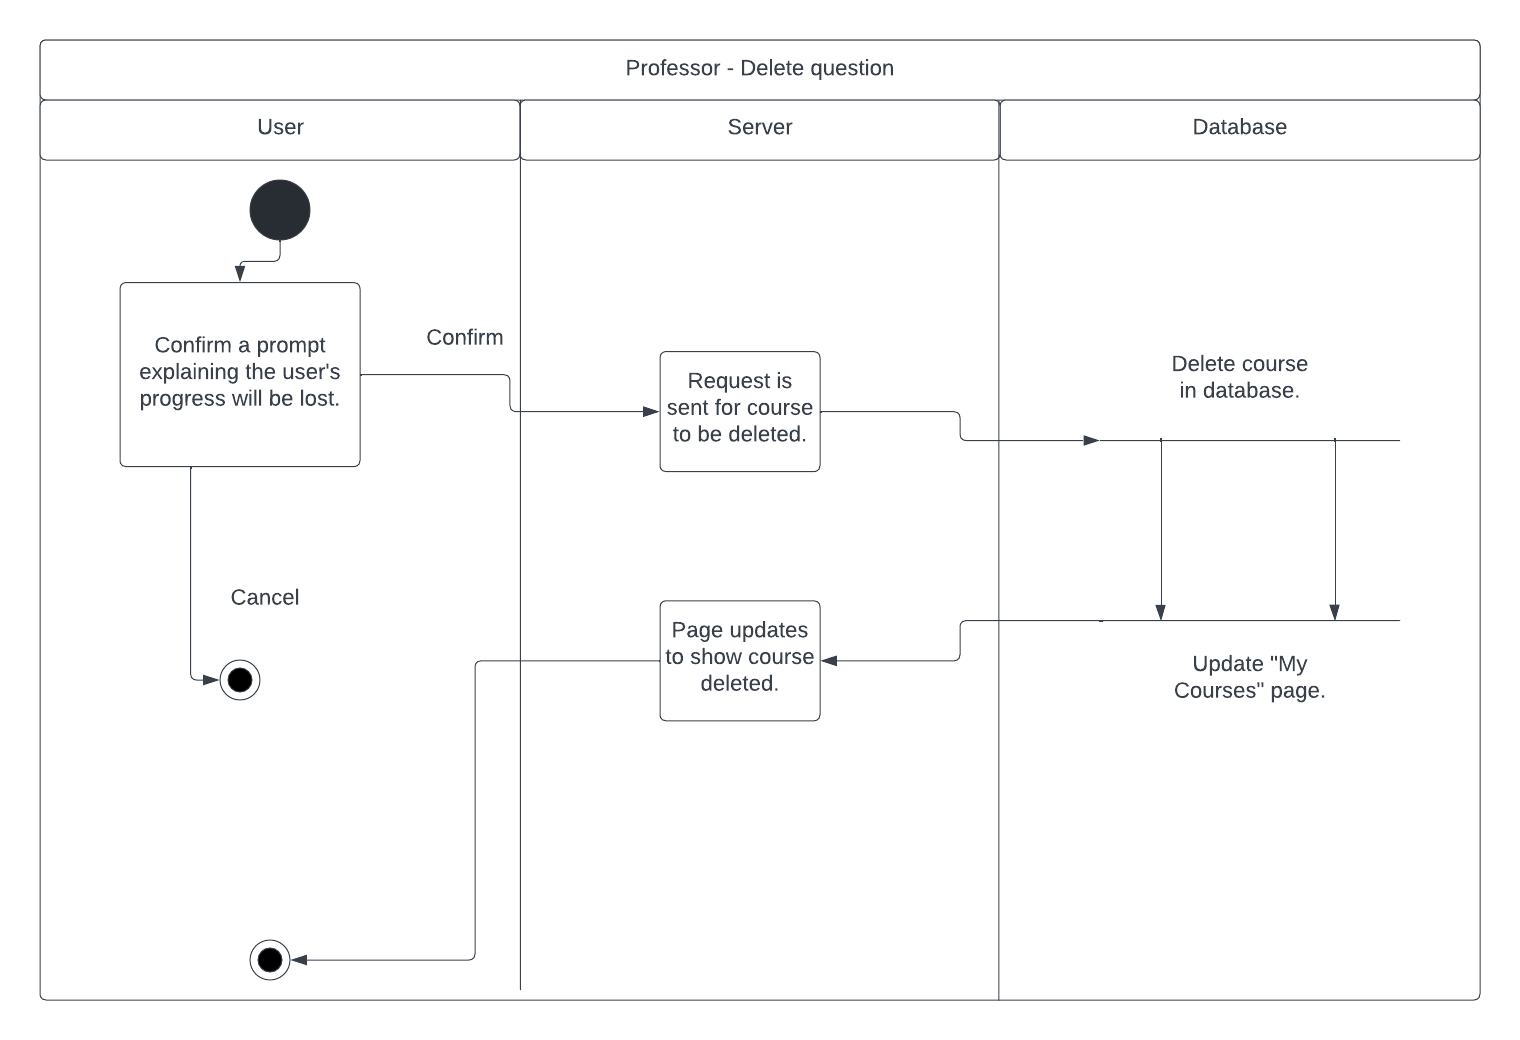 Professor - Delete question
User
Server
Database
Confirm a prompt
explaining the user's
progress will be lost.
Confirm
Request is
sent for course
to be deleted.
Delete course
in database.
Cancel
Page updates
to show course
deleted.
Update "My
Courses" page.